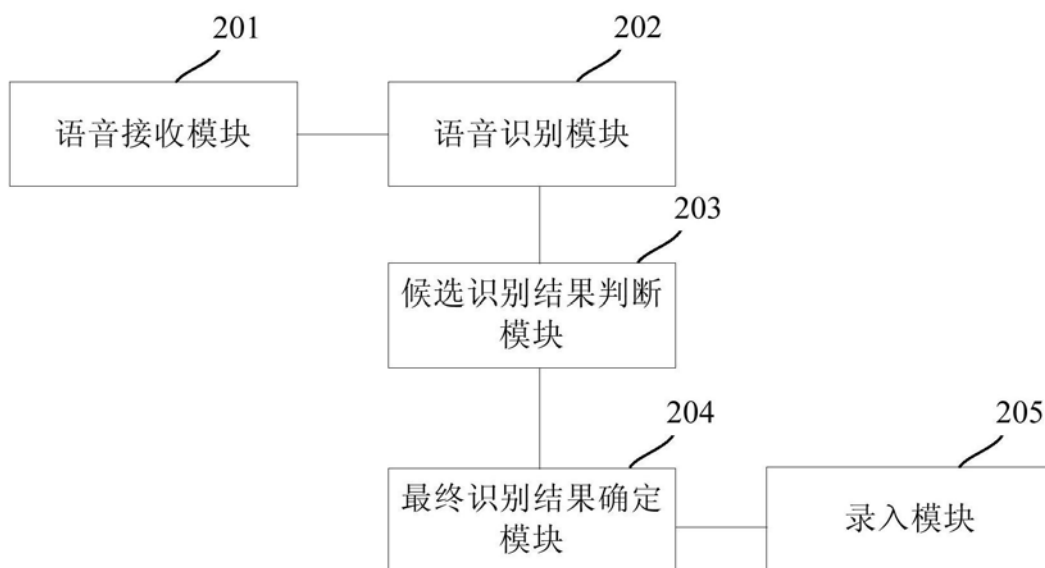 201
202
语音接收模块
语音识别模块
203
候选识别结果判断
模块
204
205
最终识别结果确定
模块
录入模块